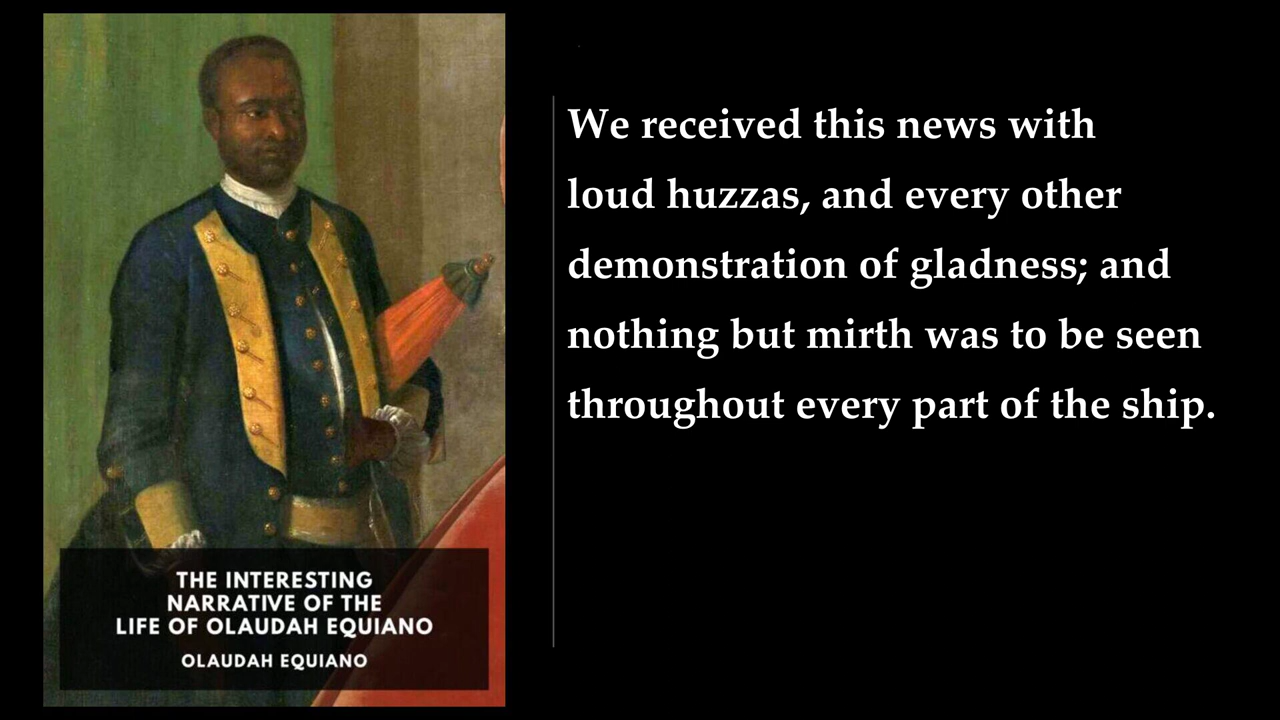 THE INTERESTING
NARRATIVE OF THE
LIFE OF OLAUDAH EQUIANO
OLAUDAH EQUIANO
We received this news with
loud huzzas, and every other
demonstration of gladness; and
nothing but mirth was to be seen
throughout every part of the ship.